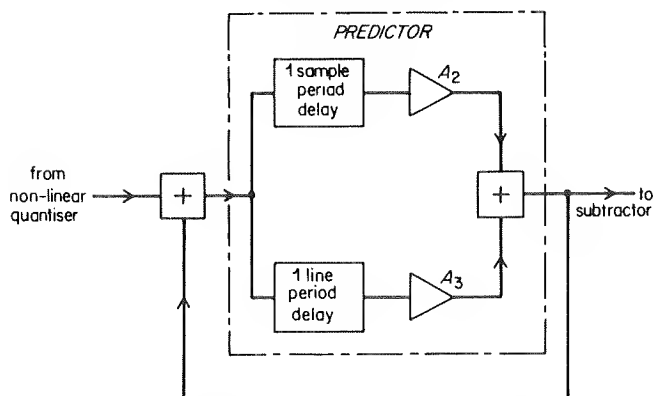 PREDICTOR
1 sample
period
delay
A2
from
non-linear
quantiser
+
+
to
subtractor
1 line
period
delay
A3